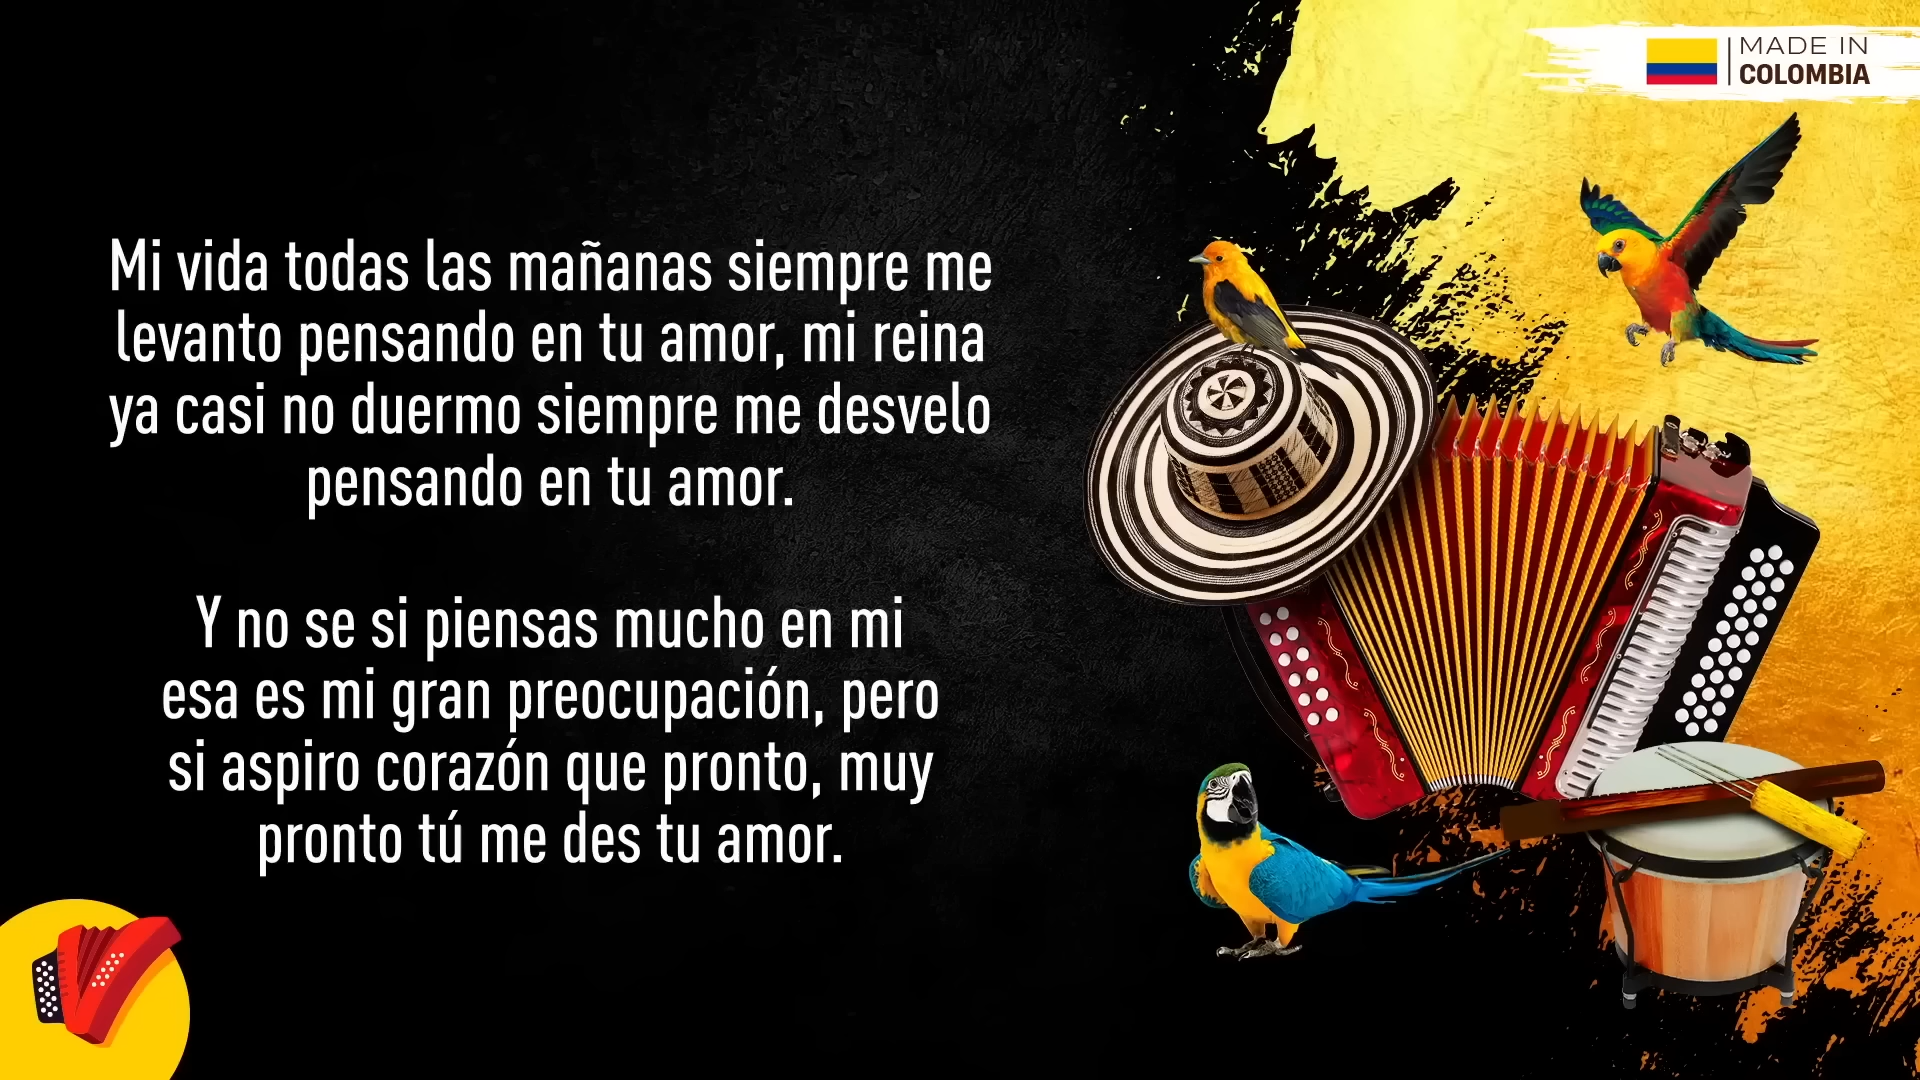 MADE IN
COLOMBIA
Mi vida todas las mañanas siempre me
levanto pensando en tu amor, mi reina
ya casi no duermo siempre me desvelo
pensando en tu amor.
Y no se si piensas mucho en mi
esa es mi gran preocupación, pero
si aspiro corazón que pronto, muy
pronto tú me des tu amor.